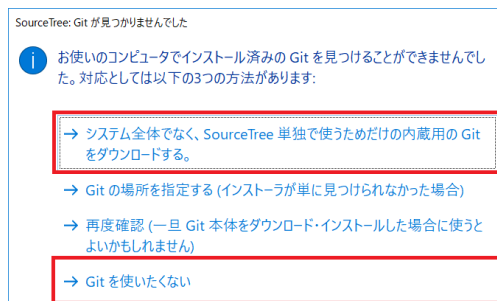 SourceTree: Git が見つかりませんでした
お使いのコンピュータでインストール済みの Git を見つけることができませんでし
た。対応としては以下の3つの方法があります:
→ システム全体でなく、SourceTree 単独で使うためだけの内蔵用の Git
をダウンロードする。
→ Git の場所を指定する (インストーラが単に見つけられなかった場合)
→ 再度確認 (一旦 Git 本体をダウンロード・インストールした場合に使うと
よいかもしれません)
→ Git を使いたくない